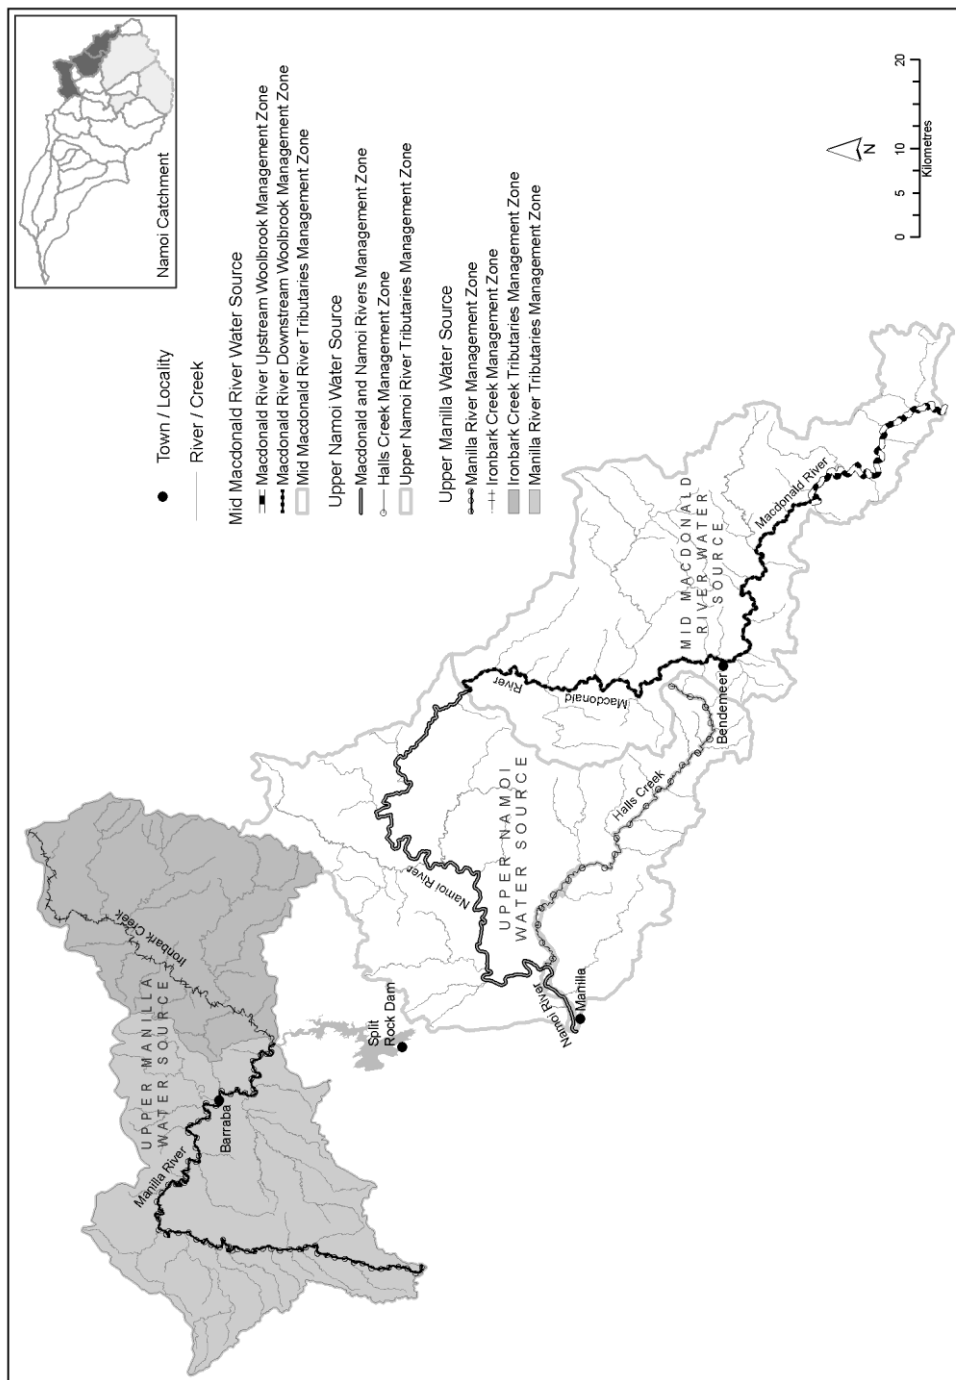 Namoi Catchment
Town / Locality
River / Creek
Mid Macdonald River Water Source
Macdonald River Upstream Woolbrook Management Zone
Macdonald River Downstream Woolbrook Management Zone
Mid Macdonald River Tributaries Management Zone
Upper Namoi Water Source
Macdonald and Namoi Rivers Management Zone
Halls Creek Management Zone
Upper Namoi River Tributaries Management Zone
Upper Manilla Water Source
Manilla River Management Zone
Ironbark Creek Management Zone
Ironbark Creek Tributaries Management Zone
Manilla River Tributaries Management Zone
N
0
5
10
20
Kilometres
UPPER MANILLA
WATER SOURCE
Manilla River
Barraba
Ironbark Creek
Split
Rock Dam
Namoi River
Manilla
Namoi River
UPPER NAMOI
WATER SOURCE
Halls Creek
Bendemeer
Macdonald
River
MID MACDONALD
RIVER WATER
SOURCE
Macdonald River